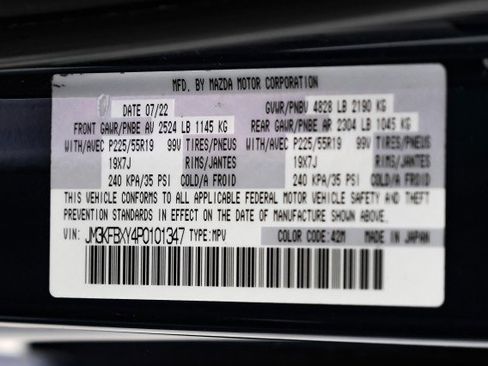 MFD. BY MAZDA MOTOR CORPORATION
DATE 07/22 GVWR/PNBV 4828 LB 2190 KG
FRONT GAWR/PNBE AV 2524 LB 1145 KG REAR GAWR/PNBE AR 2304 LB 1045 KG
WITH/AVEC P225/55R19 99V TIRES/PNEUS WITH/AVEC P225/55R19 99V TIRES/PNEUS
19X7J RIMS/JANTES 19X7J RIMS/JANTES
240 KPA/35 PSI COLD/A FROID 240 KPA/35 PSI COLD/A FROID
THIS VEHICLE CONFORMS TO ALL APPLICABLE FEDERAL MOTOR VEHICLE SAFETY AND THEFT
PREVENTION STANDARDS IN EFFECT ON THE DATE OF MANUFACTURE SHOWN ABOVE.
VIN: JM3KFBXY4P0101347 TYPE: MPV COLOR CODE: 42M MADE IN JAPAN